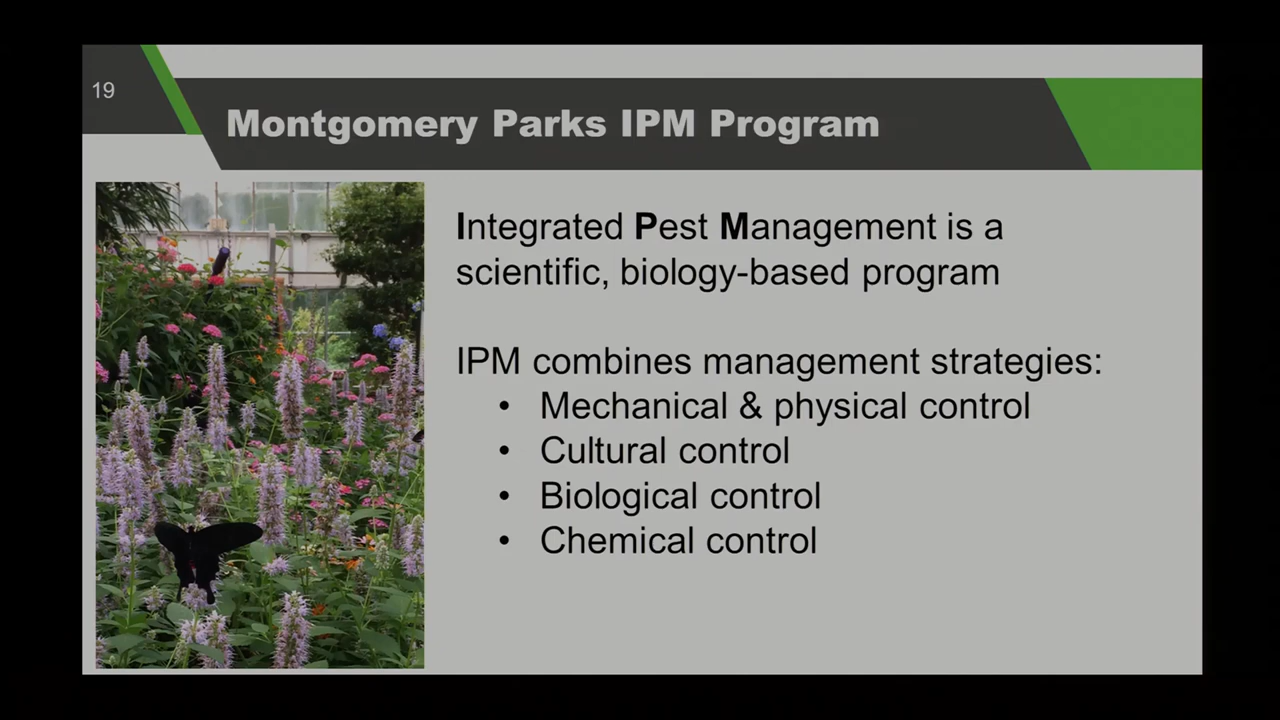 19
Montgomery Parks IPM Program
Integrated Pest Management is a
scientific, biology-based program
IPM combines management strategies:
• Mechanical & physical control
• Cultural control
• Biological control
• Chemical control